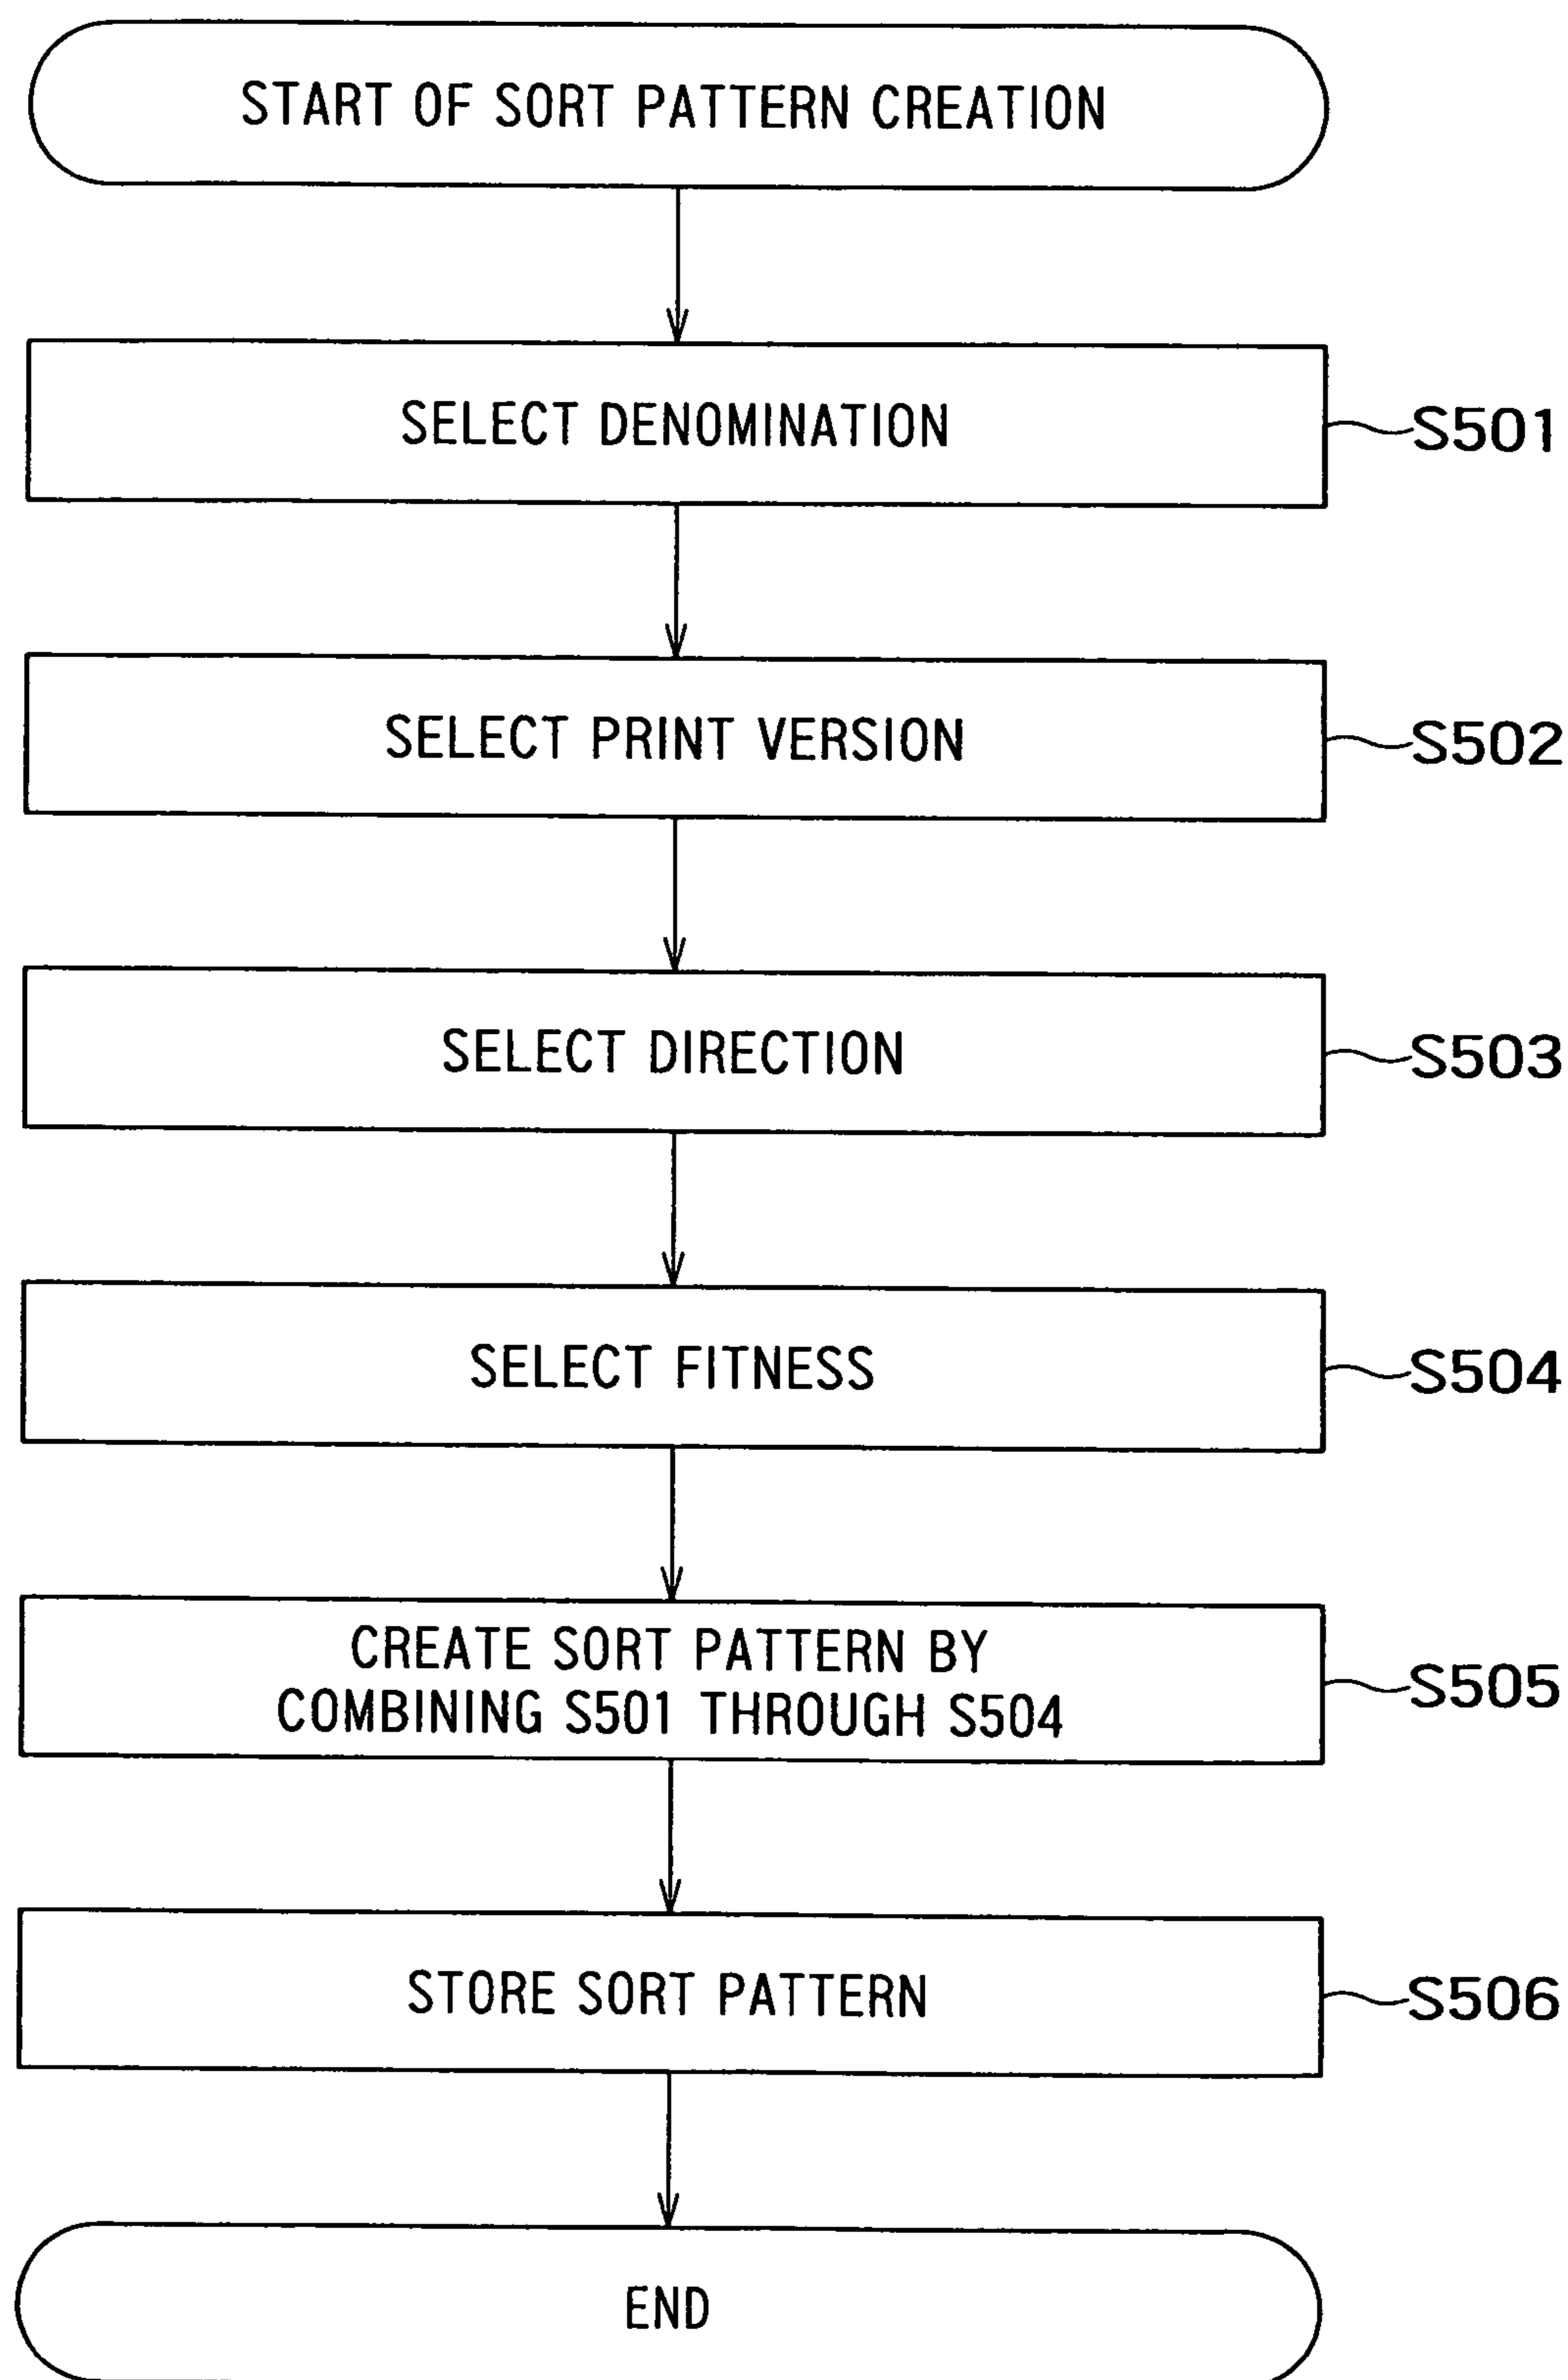 START OF SORT PATTERN CREATION
SELECT DENOMINATION
S501
SELECT PRINT VERSION
S502
SELECT DIRECTION
S503
SELECT FITNESS
S504
CREATE SORT PATTERN BY
COMBINING S501 THROUGH S504
S505
STORE SORT PATTERN
S506
END